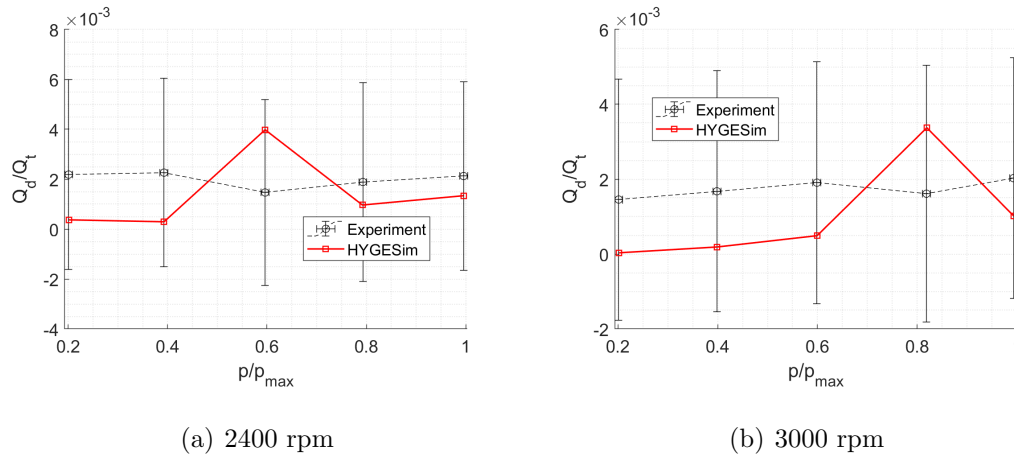 ×10⁻³
8
6
4
2
0
-2
-4
Q_d/Q_t
0.2 0.4 0.6 0.8 1
p/p_max
Experiment
HYGESim
(a) 2400 rpm
×10⁻³
6
4
2
0
-2
Q_d/Q_t
0.2 0.4 0.6 0.8
p/p_max
Experiment
HYGESim
(b) 3000 rpm